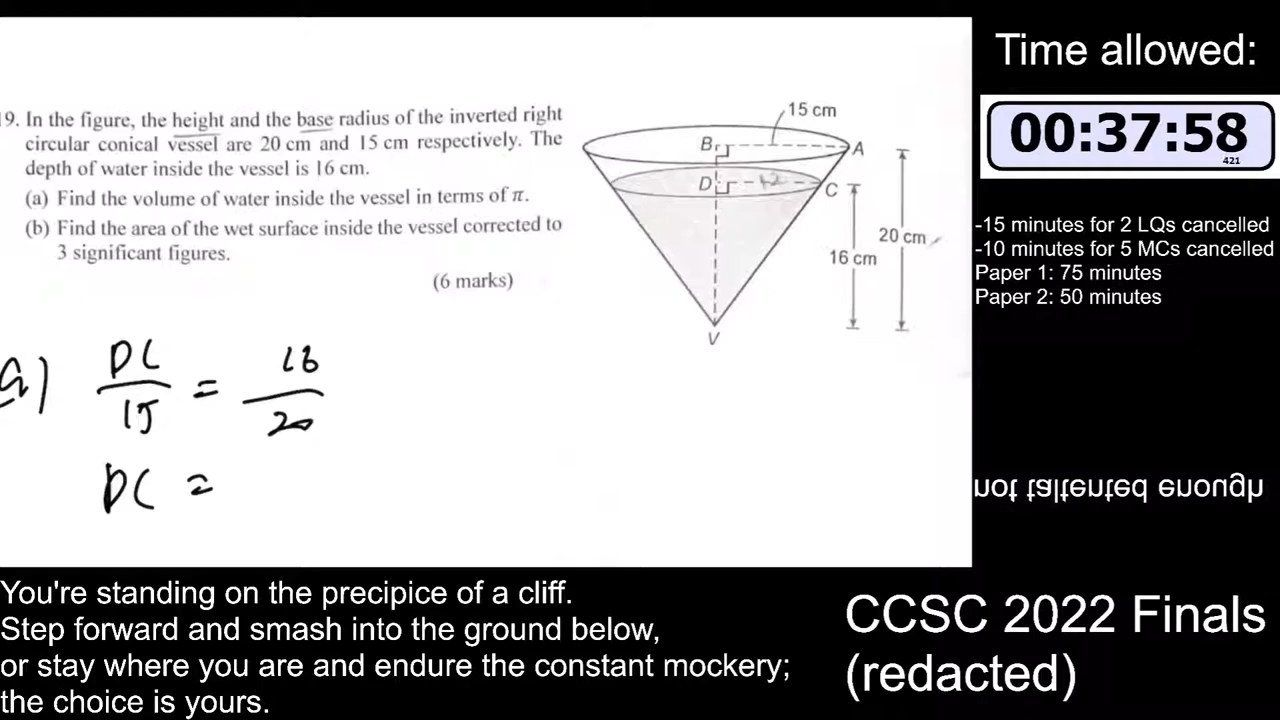 19. In the figure, the height and the base radius of the inverted right
circular conical vessel are 20 cm and 15 cm respectively. The
depth of water inside the vessel is 16 cm.
(a) Find the volume of water inside the vessel in terms of π.
(b) Find the area of the wet surface inside the vessel corrected to
3 significant figures.
(6 marks)
15 cm
B
A
D
12
C
20 cm
16 cm
V
a) DC/15 = 16/20
DC =
Time allowed:
00:37:58
421
-15 minutes for 2 LQs cancelled
-10 minutes for 5 MCs cancelled
Paper 1: 75 minutes
Paper 2: 50 minutes
not taltented enough
You're standing on the precipice of a cliff.
Step forward and smash into the ground below,
or stay where you are and endure the constant mockery;
the choice is yours.
CCSC 2022 Finals
(redacted)